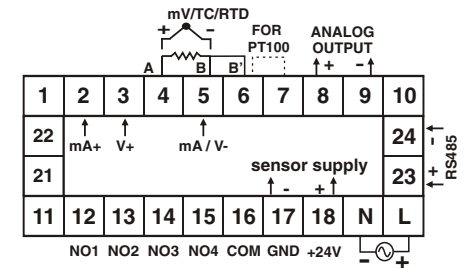 mV/TC/RTD
+ -
FOR
PT100
ANALOG
OUTPUT
A B B'
+ -
1 2 3 4 5 6 7 8 9 10
22 mA+ V+ mA / V- 24 -
RS485
21 sensor supply 23 +
- +
11 12 13 14 15 16 17 18 N L
NO1 NO2 NO3 NO4 COM GND +24V - +